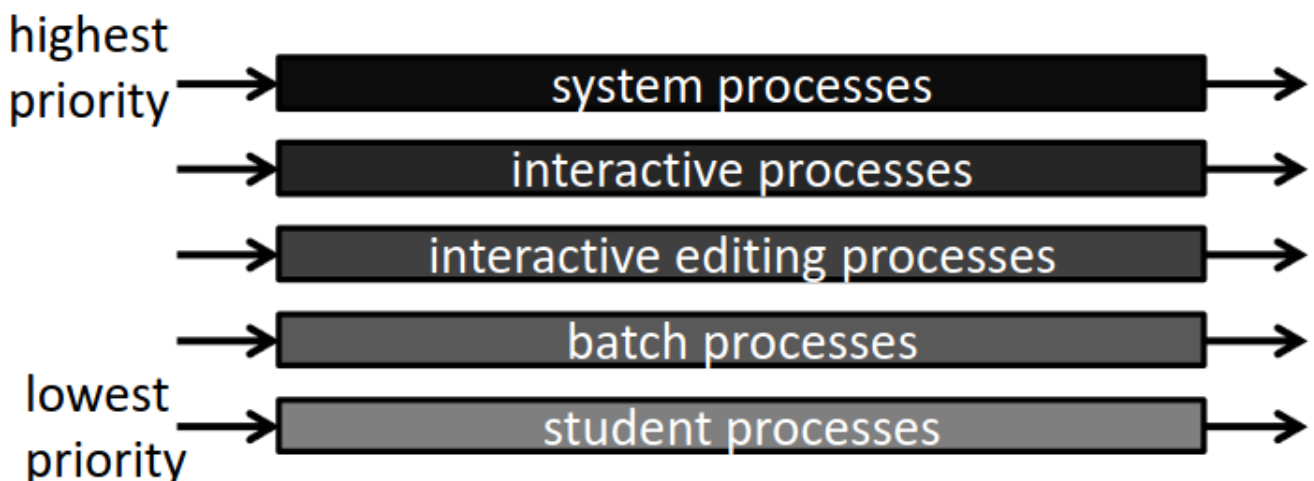 highest
priority
system processes
interactive processes
interactive editing processes
batch processes
lowest
priority
student processes